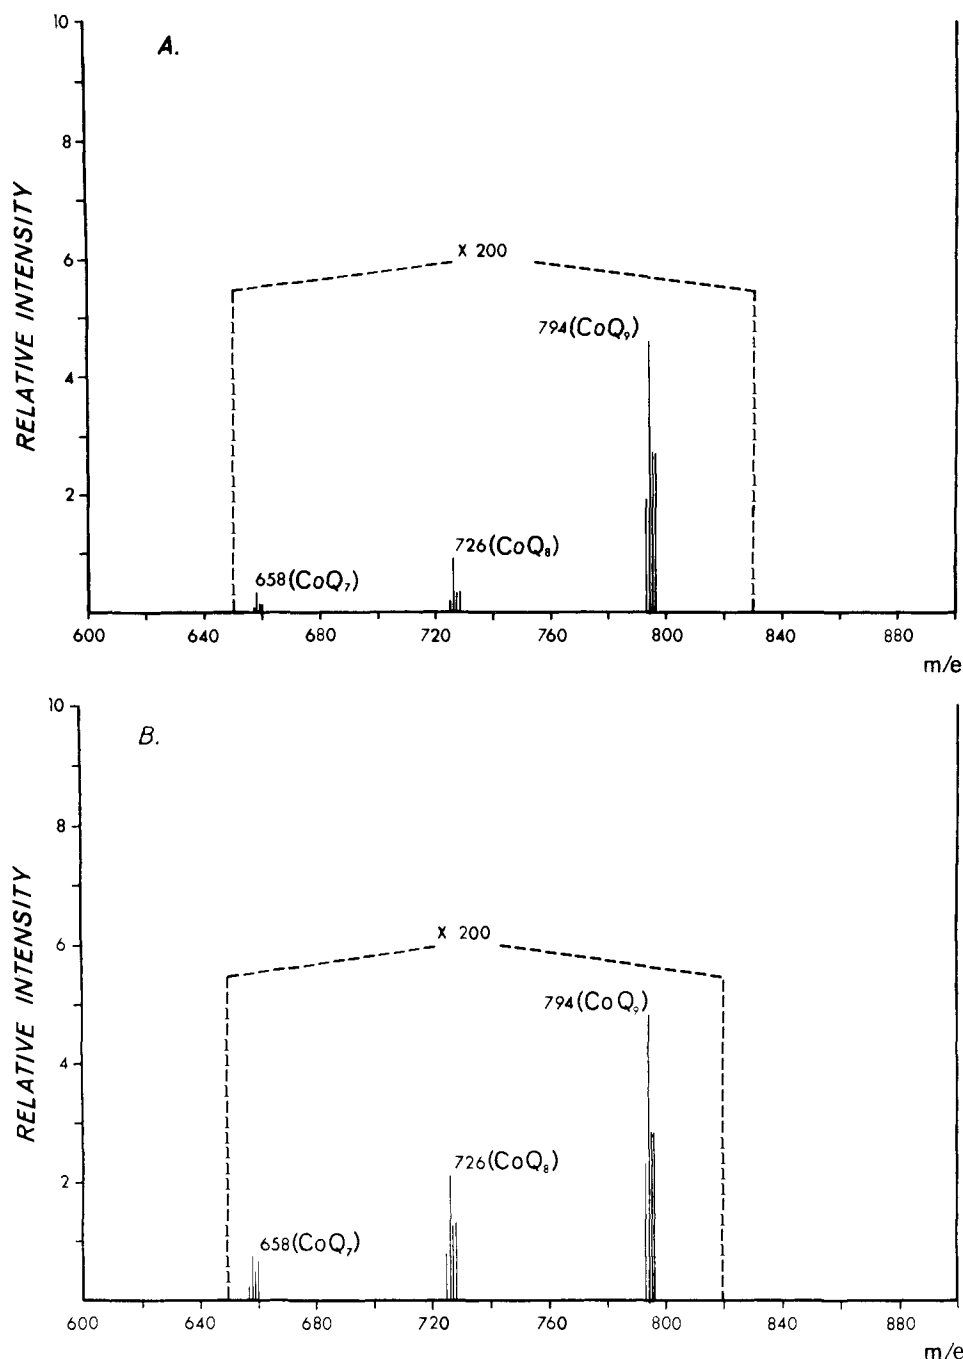 A.
10
8
6
4
2
RELATIVE INTENSITY
X 200
794(CoQ₉)
726(CoQ₈)
658(CoQ₇)
600 640 680 720 760 800 840 880
m/e
B.
10
8
6
4
2
RELATIVE INTENSITY
X 200
794(CoQ₉)
726(CoQ₈)
658(CoQ₇)
600 640 680 720 760 800 840 880
m/e